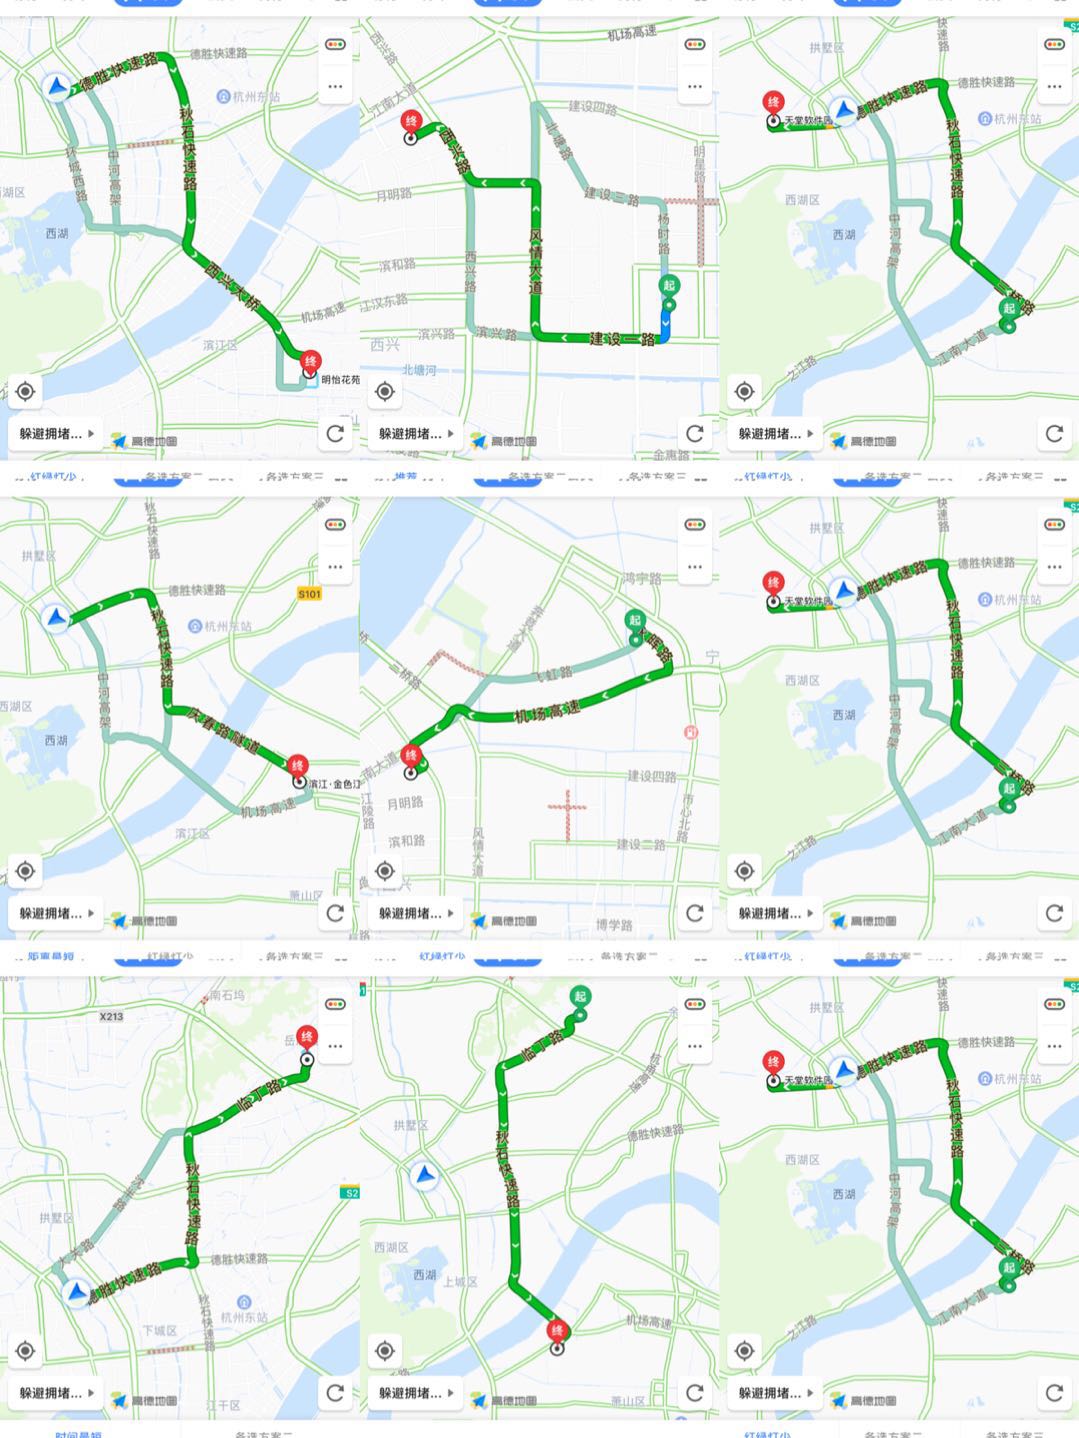 德胜快速路
德胜快速路
杭州东站
秋石快速路
环城西路
中河高架
西湖
西兴大桥
机场高速
滨江区
明怡花苑
躲避拥堵...
高德地图
西兴路
机场高速
江南大道
终
建设四路
西兴路
北塘路
明星路
月明路
建设三路
杨时路
风情大道
滨和路
西兴路
起
江汉东路
滨兴路
滨兴路
建设一路
西兴
北塘河
躲避拥堵...
高德地图
金惠路
拱墅区
快速路
终
天堂软件园
德胜快速路
德胜快速路
杭州东站
秋石快速路
西湖区
西湖
中河高架
起
江南大道
之江路
躲避拥堵...
高德地图
红绿灯少
备选方案二
备选方案三
推荐
备选方案二
备选方案三
红绿灯少
备选方案二
备选方案三
秋石快速路
拱墅区
德胜快速路
S101
杭州东站
秋石快速路
中河高架
西湖区
西湖
庆春路隧道
终
滨江·金色江
机场高速
滨江区
萧山区
躲避拥堵...
高德地图
鸿宁路
起
飞虹路
机场高速
终
月明路
江陵路
滨和路
风情大道
建设四路
市心北路
建设二路
博学路
躲避拥堵...
高德地图
快速路
拱墅区
德胜快速路
终
天堂软件园
德胜快速路
杭州东站
秋石快速路
西湖区
西湖
中河高架
起
江南大道
之江路
躲避拥堵...
高德地图
距离最短
红绿灯少
备选方案三
红绿灯少
备选方案二
红绿灯少
备选方案三
南石坞
X213
终
临丁路
秋石快速路
S2
拱墅区
大关路
德胜快速路
德胜快速路
杭州东站
秋石快速路
下城区
江干区
躲避拥堵...
高德地图
起
临丁路
拱墅区
德胜快速路
秋石快速路
西湖区
西湖
上城区
终
机场高速
萧山区
躲避拥堵...
高德地图
快速路
拱墅区
德胜快速路
终
天堂软件园
德胜快速路
杭州东站
秋石快速路
西湖区
西湖
中河高架
起
江南大道
之江路
躲避拥堵...
高德地图
时间最短
备选方案二
红绿灯少
备选方案三